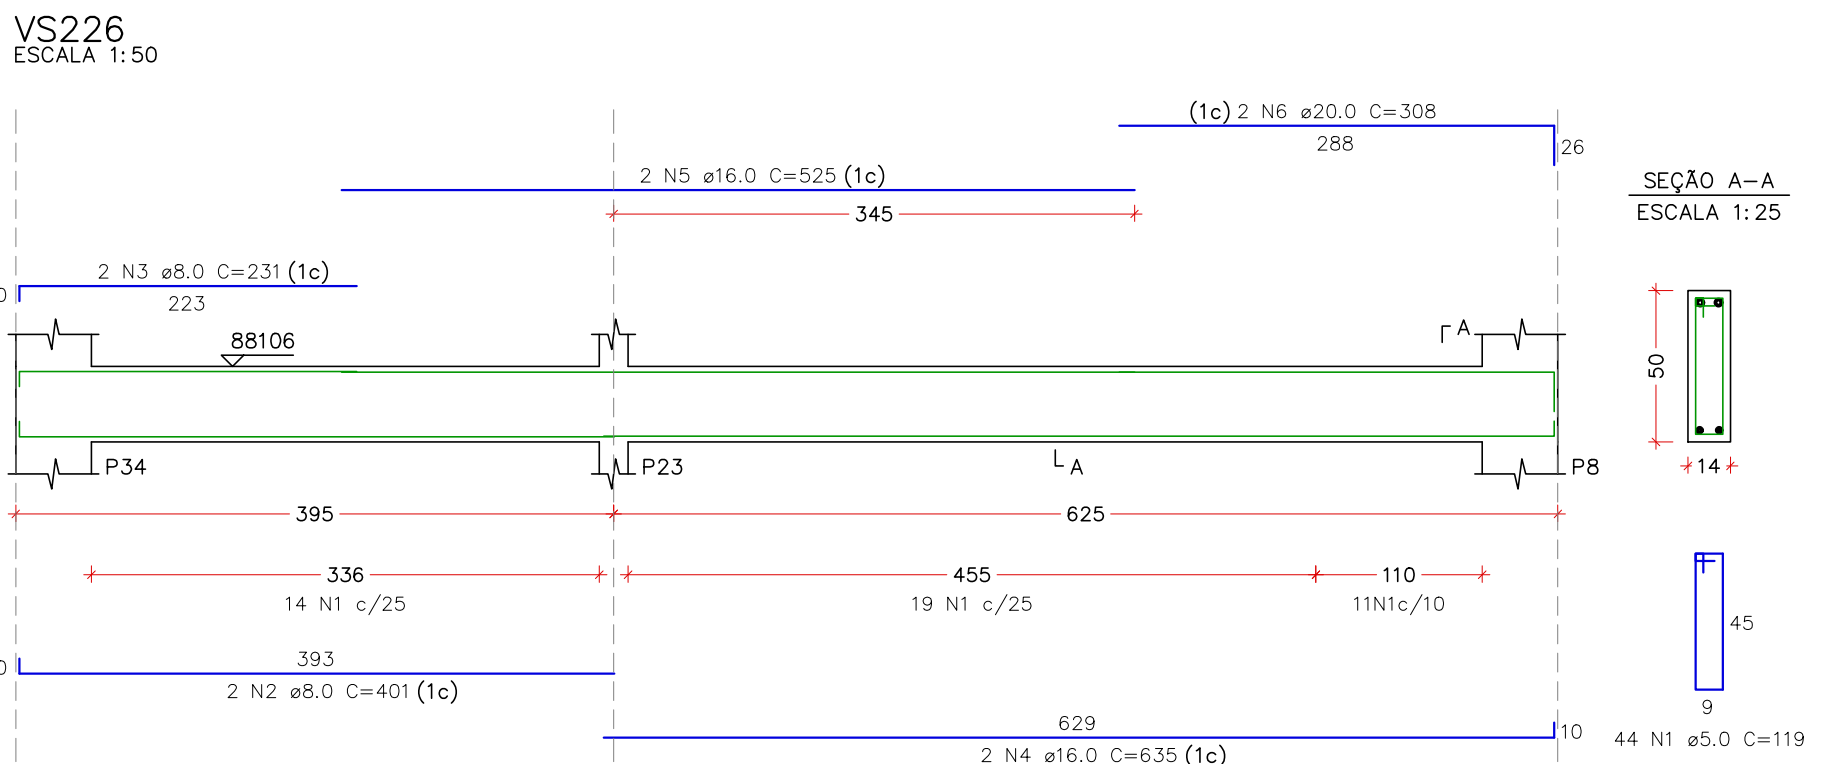 VS226
ESCALA 1:50
(1c) 2 N6 ø20.0 C=308
288
26
2 N5 ø16.0 C=525 (1c)
345
SEÇÃO A-A
ESCALA 1:25
2 N3 ø8.0 C=231 (1c)
223
0
88106
A
50
14
P34
P23
A
P8
395
625
336
455
110
14 N1 c/25
19 N1 c/25
11N1c/10
45
9
44 N1 ø5.0 C=119
393
0
2 N2 ø8.0 C=401 (1c)
629
10
2 N4 ø16.0 C=635 (1c)